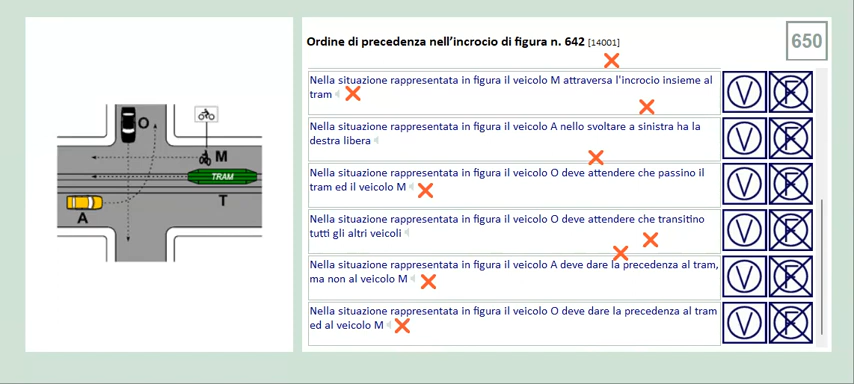 Ordine di precedenza nell'incrocio di figura n. 642 [14001]
650
Nella situazione rappresentata in figura il veicolo M attraversa l'incrocio insieme al
tram
V F
Nella situazione rappresentata in figura il veicolo A nello svoltare a sinistra ha la
destra libera
V F
Nella situazione rappresentata in figura il veicolo O deve attendere che passino il
tram ed il veicolo M
V F
Nella situazione rappresentata in figura il veicolo O deve attendere che transitino
tutti gli altri veicoli
V F
Nella situazione rappresentata in figura il veicolo A deve dare la precedenza al tram,
ma non al veicolo M
V F
Nella situazione rappresentata in figura il veicolo O deve dare la precedenza al tram
ed al veicolo M
V F
O
M
TRAM
T
A